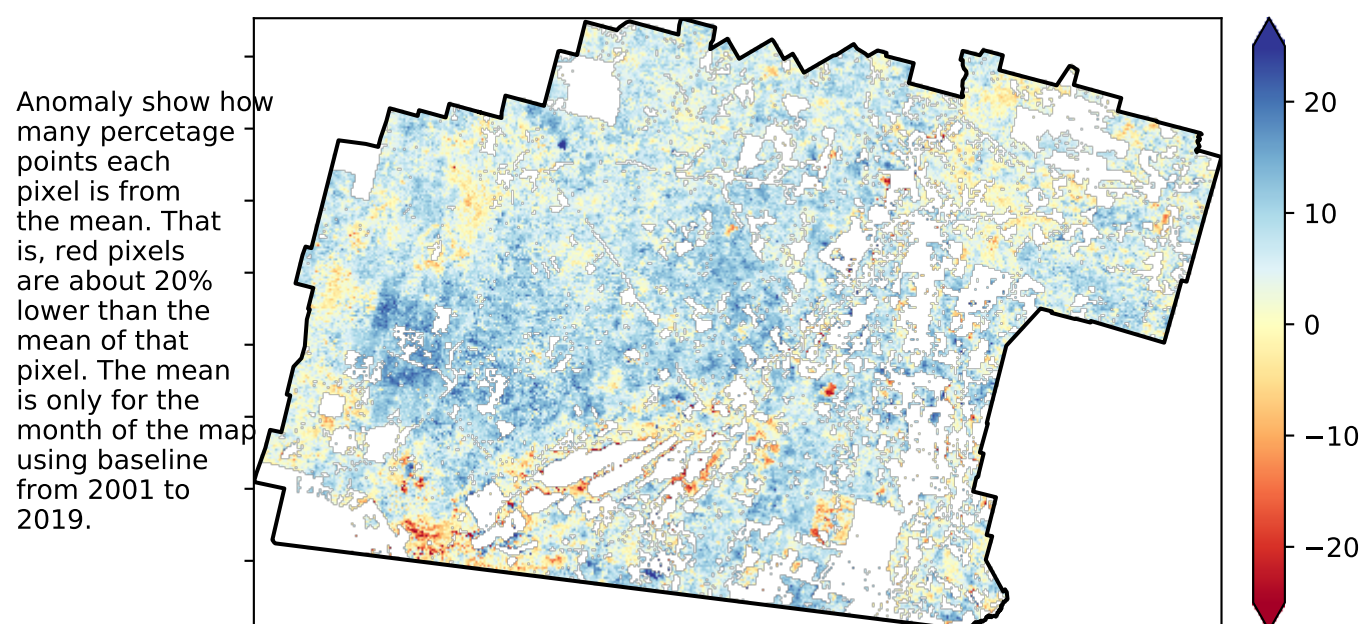 Anomaly show how
many percetage
points each
pixel is from
the mean. That
is, red pixels
are about 20%
lower than the
mean of that
pixel. The mean
is only for the
month of the map
using baseline
from 2001 to
2019.
20
10
0
−10
−20